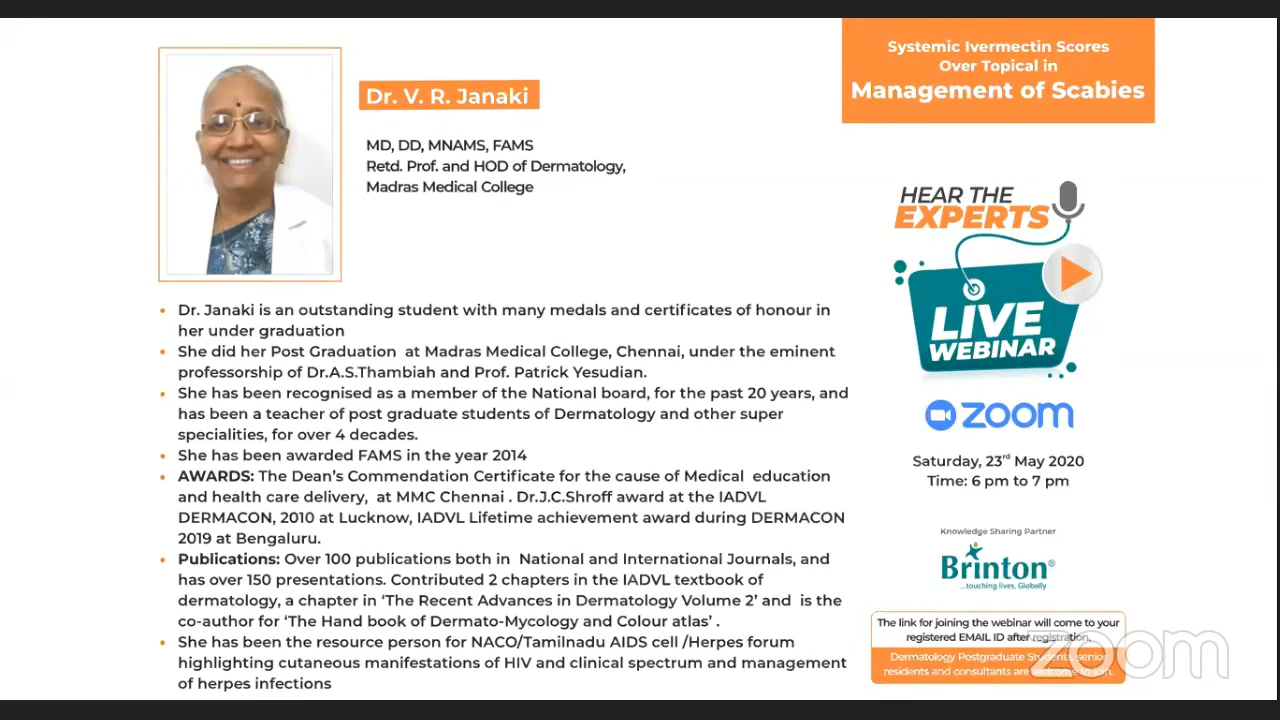 Dr. V. R. Janaki
MD, DD, MNAMS, FAMS
Retd. Prof. and HOD of Dermatology,
Madras Medical College
• Dr. Janaki is an outstanding student with many medals and certificates of honour in
her under graduation
• She did her Post Graduation at Madras Medical College, Chennai, under the eminent
professorship of Dr.A.S.Thambiah and Prof. Patrick Yesudian.
• She has been recognised as a member of the National board, for the past 20 years, and
has been a teacher of post graduate students of Dermatology and other super
specialities, for over 4 decades.
• She has been awarded FAMS in the year 2014
• AWARDS: The Dean's Commendation Certificate for the cause of Medical education
and health care delivery, at MMC Chennai . Dr.J.C.Shroff award at the IADVL
DERMACON, 2010 at Lucknow, IADVL Lifetime achievement award during DERMACON
2019 at Bengaluru.
• Publications: Over 100 publications both in National and International Journals, and
has over 150 presentations. Contributed 2 chapters in the IADVL textbook of
dermatology, a chapter in ‘The Recent Advances in Dermatology Volume 2’ and is the
co-author for ‘The Hand book of Dermato-Mycology and Colour atlas’ .
• She has been the resource person for NACO/Tamilnadu AIDS cell /Herpes forum
highlighting cutaneous manifestations of HIV and clinical spectrum and management
of herpes infections
Systemic Ivermectin Scores
Over Topical in
Management of Scabies
HEAR THE
EXPERTS
LIVE
WEBINAR
zoom
Saturday, 23rd May 2020
Time: 6 pm to 7 pm
Knowledge Sharing Partner
Brinton®
...touching lives, Globally
The link for joining the webinar will come to your
registered EMAIL ID after registration.
Dermatology Postgraduate Students, senior
residents and consultants are welcome to join.
zoom